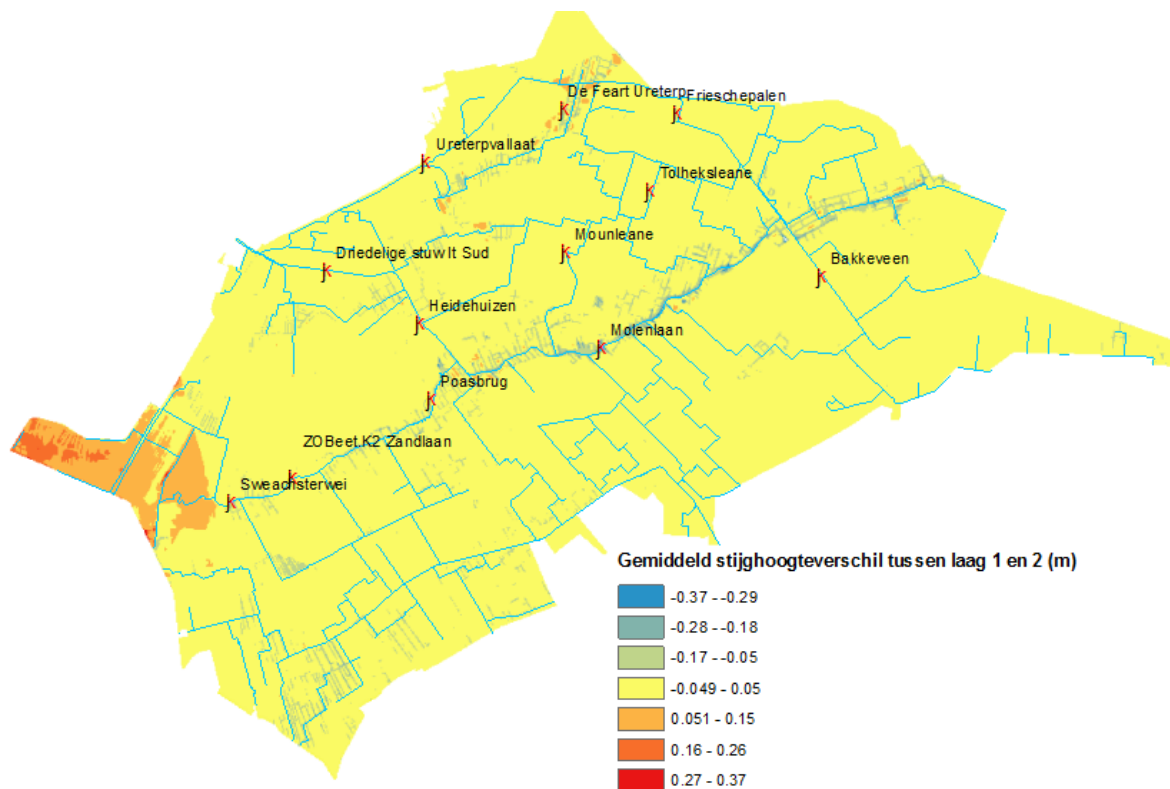 De Feart Ureterp
Frieschepalen
Ureterpvallaat
Tolheksleane
Mounleane
Driedelige stuw It Sud
Bakkeveen
Heidehuizen
Molenlaan
Poasbrug
ZOBeet.K2 Zandlaan
Sweachsterwei
Gemiddeld stijghoogteverschil tussen laag 1 en 2 (m)
-0.37 - -0.29
-0.28 - -0.18
-0.17 - -0.05
-0.049 - 0.05
0.051 - 0.15
0.16 - 0.26
0.27 - 0.37